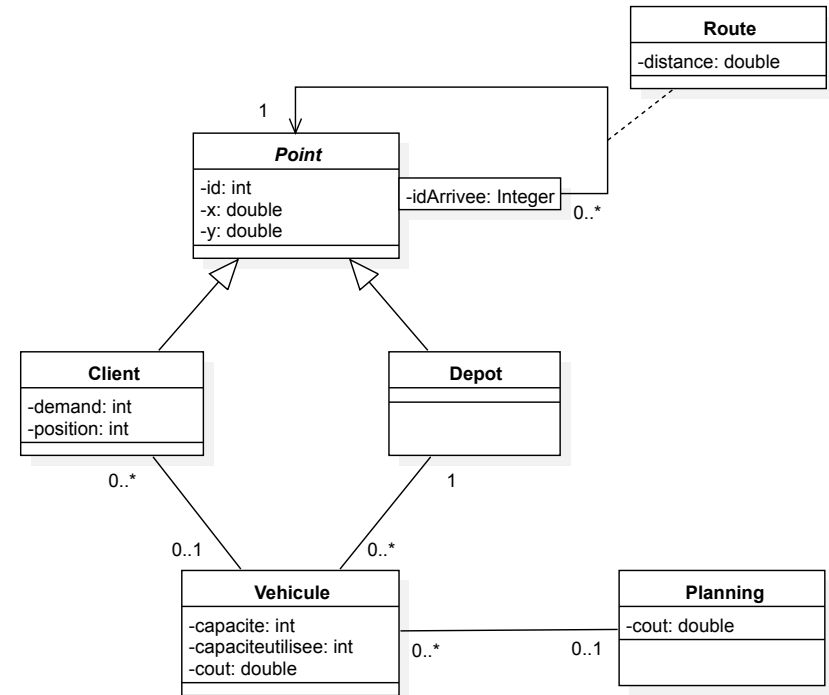 Route
-distance: double
1
Point
-id: int
-x: double
-y: double
-idArrivee: Integer
0..*
Client
-demand: int
-position: int
Depot
0..*
1
0..1
0..*
Vehicule
-capacite: int
-capaciteutilisee: int
-cout: double
0..*
0..1
Planning
-cout: double